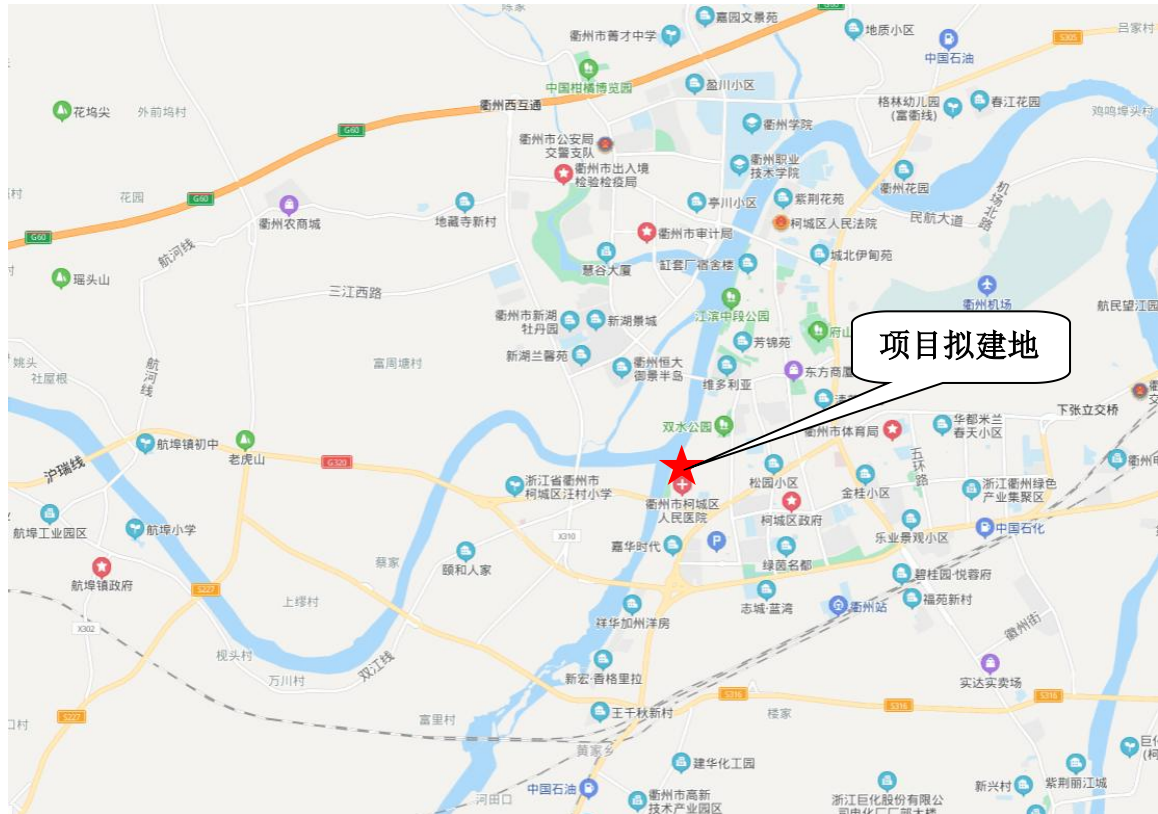 嘉园文景苑
地质小区
吕家村
衢州市菁才中学
S305
中国石油
中国柑橘博览园
盈川小区
花坞尖
外前坞村
衢州西互通
格林幼儿园
(富衢线)
春江花园
鸡鸣埠头村
G60
衢州学院
衢州市公安局
交警支队
衢州职业
技术学院
衢州市出入境
检验检疫局
衢州花园
机场北路
花园
G60
衢州农商城
地藏寺新村
亭川小区
紫荆花苑
柯城区人民法院
民航大道
G60
航河线
衢州市审计局
慧谷大厦
缸套厂宿舍楼
城北伊甸苑
瑶头山
三江西路
衢州机场
航民望江园
江滨中段公园
衢州市新湖
牡丹园
新湖景城
府山
项目拟建地
芳锦苑
姚头
社屋根
航河线
富周塘村
新湖兰馨苑
衢州恒大
御景半岛
维多利亚
东方商厦
下张立交桥
双水公园
衢州市体育局
华都米兰
春天小区
航埠镇初中
老虎山
沪瑞线
G320
浙江省衢州市
柯城区汪村小学
松园小区
金桂小区
五环路
浙江衢州绿色
产业集聚区
衢州市柯城区
人民医院
柯城区政府
航埠工业园区
航埠小学
X310
嘉华时代
P
乐业景观小区
中国石化
蔡家
颐和人家
绿茵名都
航埠镇政府
碧桂园·悦蓉府
S227
上缪村
志城·蓝湾
衢州站
福苑新村
X302
祥华加州洋房
徽州街
枧头村
双江线
万川村
新宏·香格里拉
实达实卖场
S316
S316
S316
S227
富里村
王千秋新村
楼家
黄家乡
建华化工园
新兴村
紫荆丽江城
中国石油
河田口
衢州市高新
技术产业园区
浙江巨化股份有限公
司电化厂厂部大楼